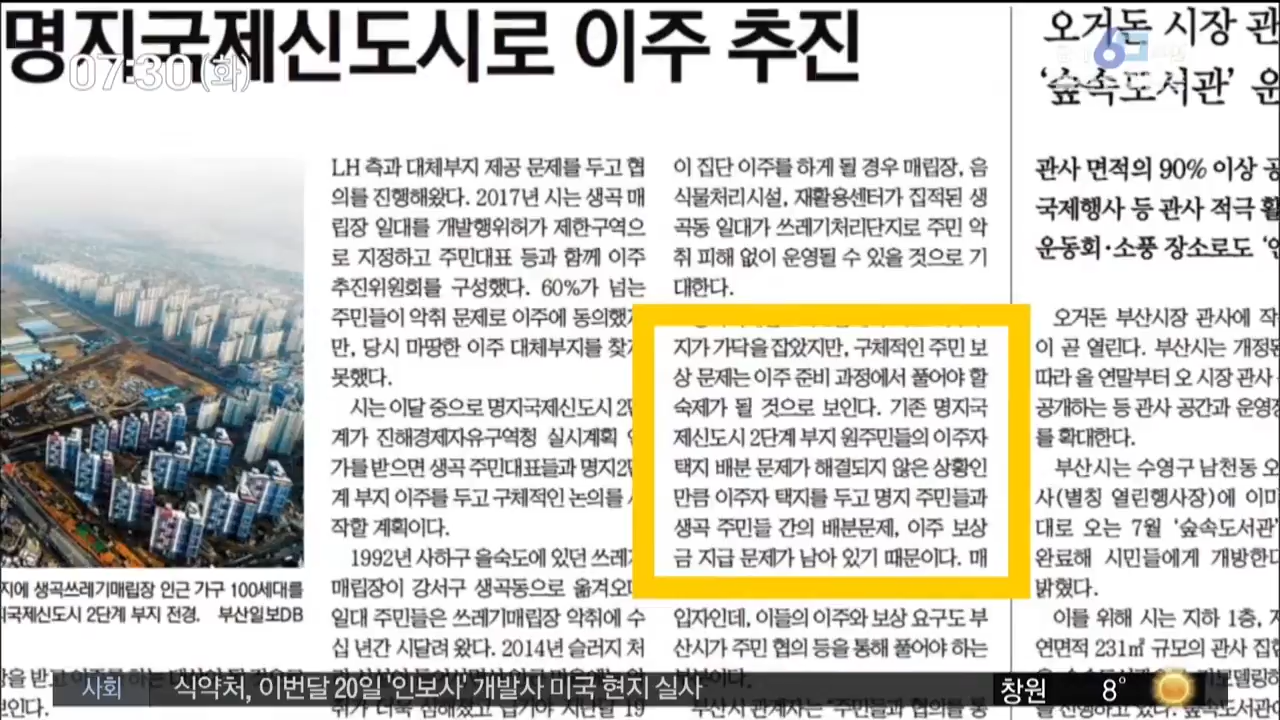 명지국제신도시로 이주 추진
07:30(화)
LH 측과 대체부지 제공 문제를 두고 협
의를 진행해왔다. 2017년 시는 생곡 매
립장 일대를 개발행위허가 제한구역으
로 지정하고 주민대표 등과 함께 이주
추진위원회를 구성했다. 60%가 넘는
주민들이 악취 문제로 이주에 동의했
만, 당시 마땅한 이주 대체부지를 찾
못했다.
시는 이달 중으로 명지국제신도시 2
계가 진해경제자유구역청 실시계획
가를 받으면 생곡 주민대표들과 명지2
계 부지 이주를 두고 구체적인 논의를
작할 계획이다.
1992년 사하구 을숙도에 있던 쓰레
매립장이 강서구 생곡동으로 옮겨오
일대 주민들은 쓰레기매립장 악취에 수
십 년간 시달려 왔다. 2014년 슬러지 처
지에 생곡쓰레기매립장 인근 가구 100세대를
국제신도시 2단계 부지 전경. 부산일보DB
이 집단 이주를 하게 될 경우 매립장, 음
식물처리시설, 재활용센터가 집적된 생
곡동 일대가 쓰레기처리단지로 주민 악
취 피해 없이 운영될 수 있을 것으로 기
대한다.
지가 가닥을 잡았지만, 구체적인 주민 보
상 문제는 이주 준비 과정에서 풀어야 할
숙제가 될 것으로 보인다. 기존 명지국
제신도시 2단계 부지 원주민들의 이주자
택지 배분 문제가 해결되지 않은 상황인
만큼 이주자 택지를 두고 명지 주민들과
생곡 주민들 간의 배분문제, 이주 보상
금 지급 문제가 남아 있기 때문이다. 매
입자인데, 이들의 이주와 보상 요구도 부
산시가 주민 협의 등을 통해 풀어야 하는
오거돈 시장 관
‘숲속도서관’ 운
관사 면적의 90% 이상 공
국제행사 등 관사 적극 활
운동회·소풍 장소로도 ‘인
오거돈 부산시장 관사에 작
이 곧 열린다. 부산시는 개정된
따라 올 연말부터 오 시장 관사
공개하는 등 관사 공간과 운영
를 확대한다.
부산시는 수영구 남천동 오
사(별칭 열린행사장)에 이미
대로 오는 7월 ‘숲속도서관’
완료해 시민들에게 개방한다
밝혔다.
이를 위해 시는 지하 1층, 지
연면적 231㎡ 규모의 관사 집
사회 식약처, 이번달 20일 '인보사' 개발사 미국 현지 실사
창원 8°